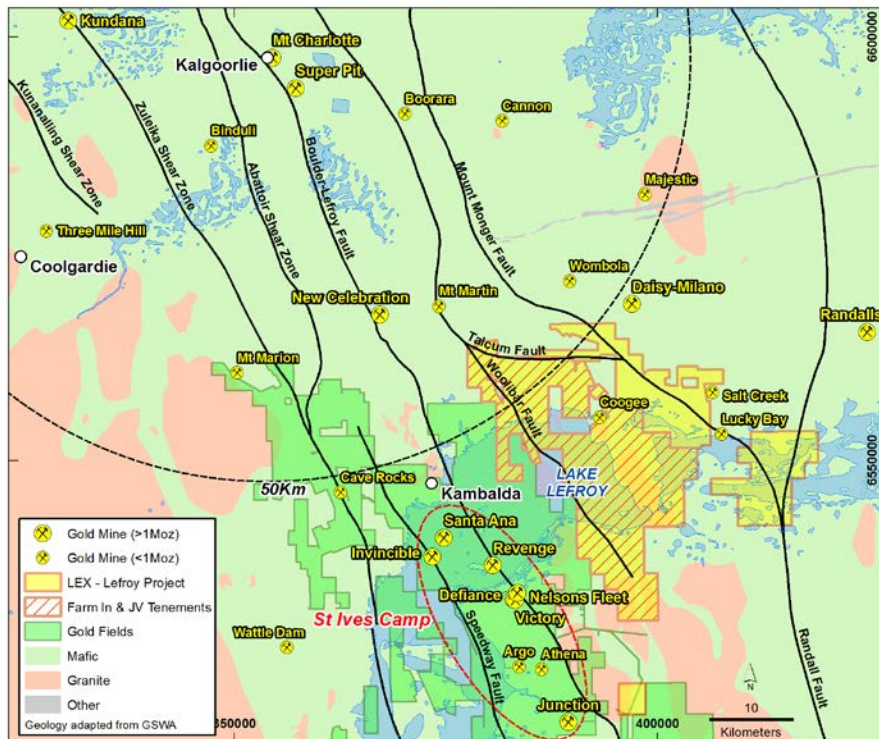 Kundana
Mt Charlotte
Kalgoorlie
Super Pit
6600000
Boorara
Cannon
Kunanalling Shear Zone
Zuleika Shear Zone
Binduli
Abattoir Shear Zone
Boulder-Lefroy Fault
Mount Monger Fault
Majestic
Three Mile Hill
Coolgardie
Wombola
Daisy-Milano
New Celebration
Mt Martin
Randalls
Talcum Fault
Mt Marion
Woolibar Fault
Salt Creek
Coogee
Lucky Bay
6550000
50Km
Cave Rocks
Kambalda
LAKE
LEFROY
Santa Ana
Invincible
Revenge
Defiance
Nelsons Fleet
Victory
St Ives Camp
Speedway Fault
Wattle Dam
Argo
Athena
Junction
Randall Fault
Gold Mine (>1Moz)
Gold Mine (<1Moz)
LEX - Lefroy Project
Farm In & JV Tenements
Gold Fields
Mafic
Granite
Other
Geology adapted from GSWA
350000
400000
N
10
Kilometers